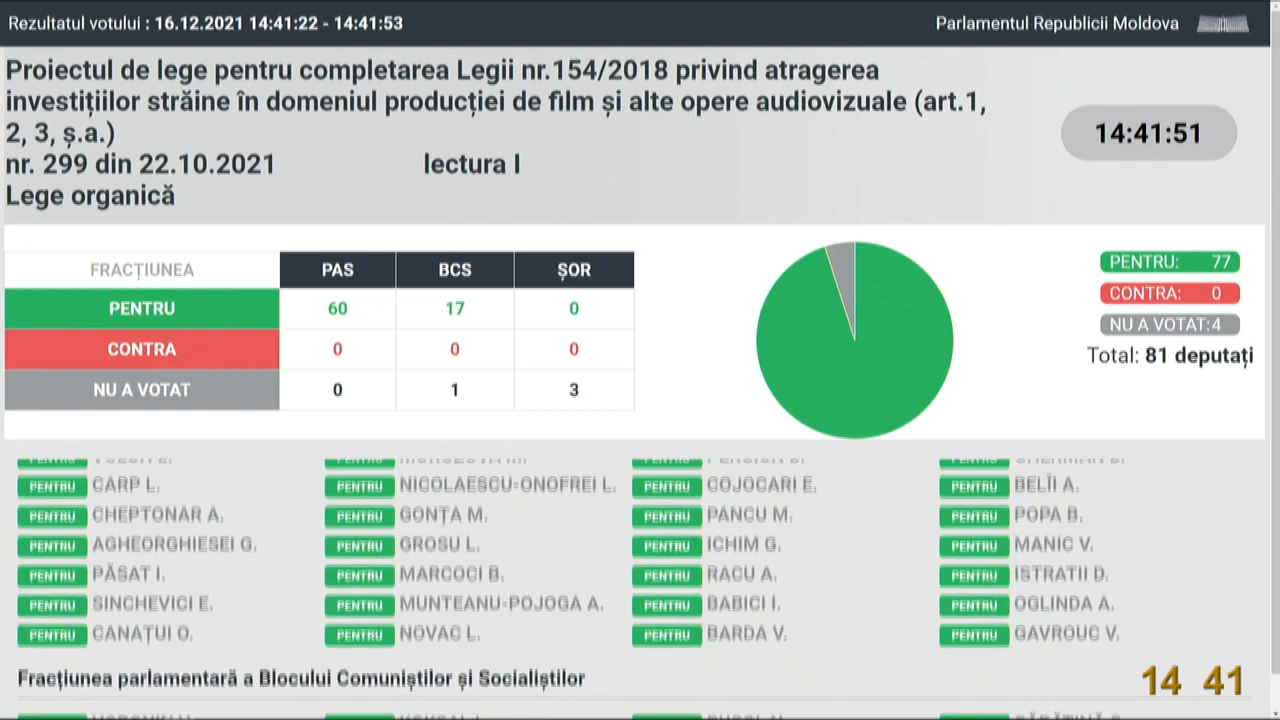 Rezultatul votului : 16.12.2021 14:41:22 - 14:41:53
Parlamentul Republicii Moldova
Proiectul de lege pentru completarea Legii nr.154/2018 privind atragerea
investițiilor străine în domeniul producției de film și alte opere audiovizuale (art.1,
2, 3, ș.a.)
nr. 299 din 22.10.2021 lectura I
Lege organică
14:41:51
FRACȚIUNEA PAS BCS ȘOR
PENTRU 60 17 0
CONTRA 0 0 0
NU A VOTAT 0 1 3
PENTRU: 77
CONTRA: 0
NU A VOTAT: 4
Total: 81 deputați
PENTRU CARP L. PENTRU NICOLAESCU-ONOFREI L. PENTRU COJOCARI E. PENTRU BELÎI A.
PENTRU CHEPTONAR A. PENTRU GONȚA M. PENTRU PANCU M. PENTRU POPA B.
PENTRU AGHEORGHIESEI G. PENTRU GROSU L. PENTRU ICHIM G. PENTRU MANIC V.
PENTRU PĂSAT I. PENTRU MARCOCI B. PENTRU RACU A. PENTRU ISTRATII D.
PENTRU SINCHEVICI E. PENTRU MUNTEANU-POJOGA A. PENTRU BABICI I. PENTRU OGLINDA A.
PENTRU CANAȚUI O. PENTRU NOVAC L. PENTRU BARDA V. PENTRU GAVROUC V.
Fracțiunea parlamentară a Blocului Comuniștilor și Socialiștilor
14 41